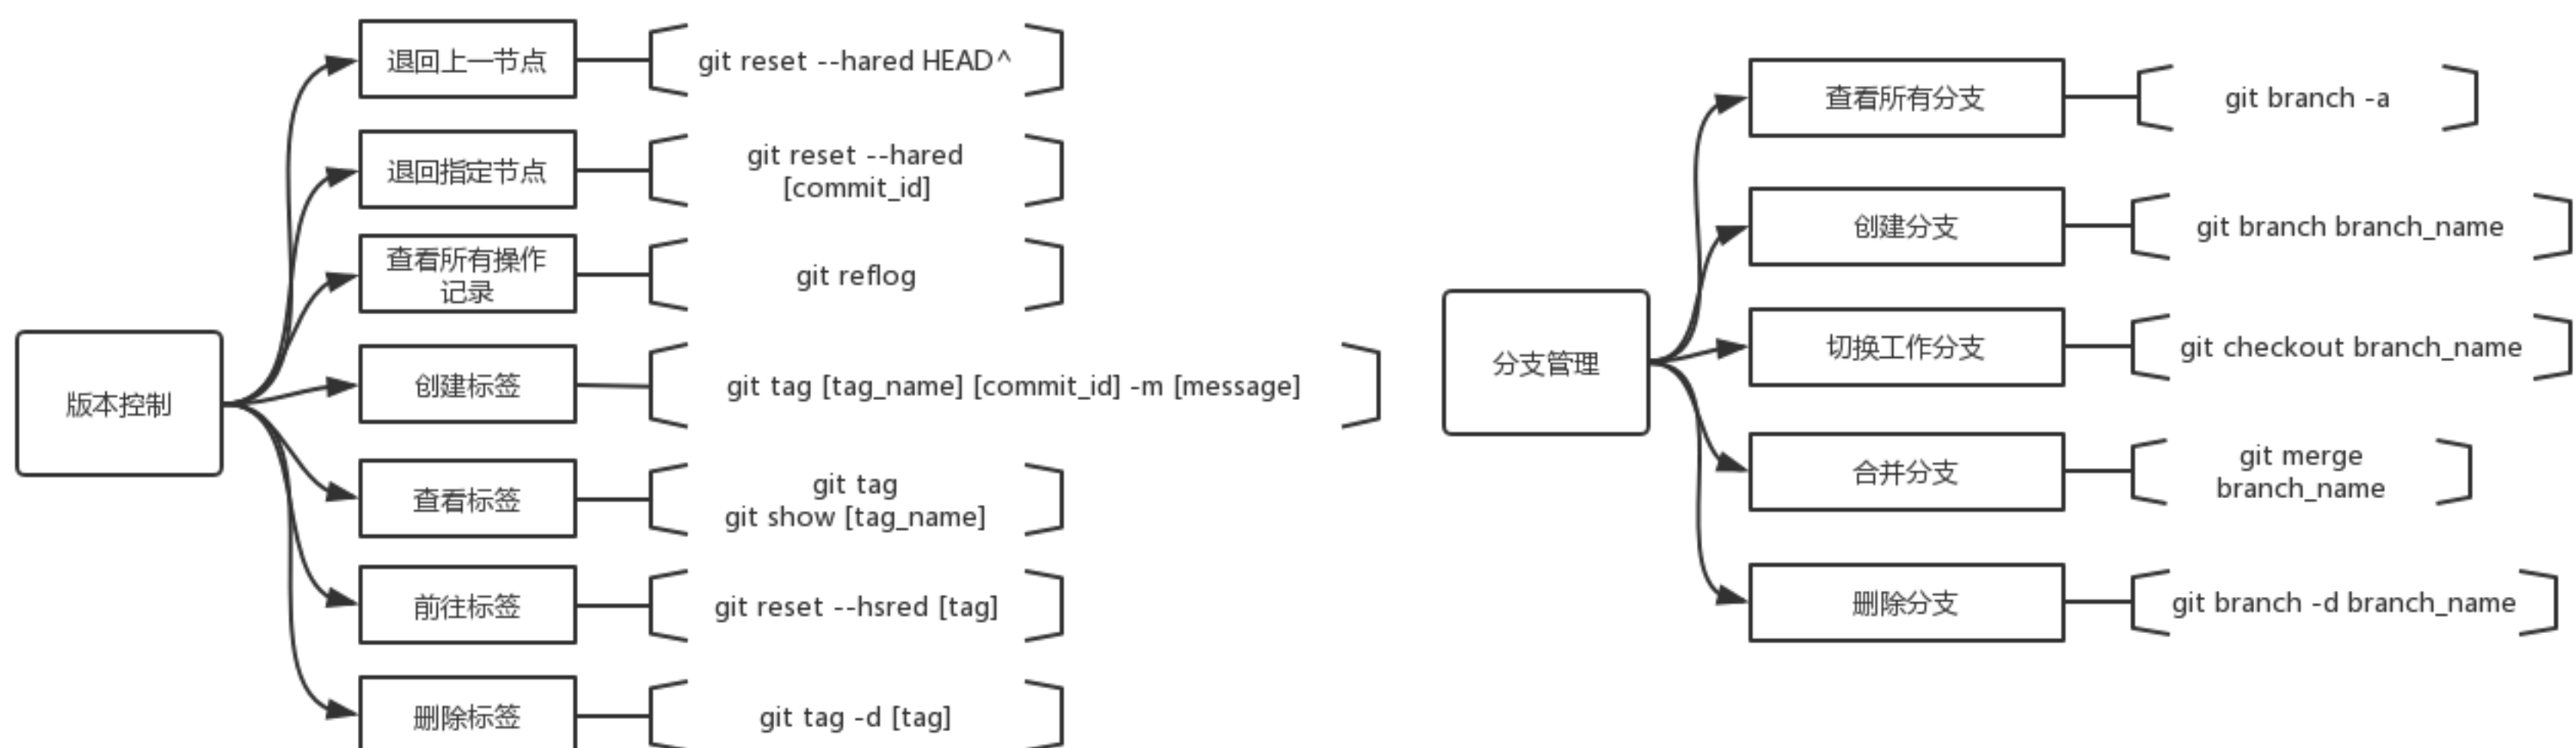 版本控制
退回上一节点
git reset --hared HEAD^
退回指定节点
git reset --hared
[commit_id]
查看所有操作
记录
git reflog
创建标签
git tag [tag_name] [commit_id] -m [message]
查看标签
git tag
git show [tag_name]
前往标签
git reset --hsred [tag]
删除标签
git tag -d [tag]
分支管理
查看所有分支
git branch -a
创建分支
git branch branch_name
切换工作分支
git checkout branch_name
合并分支
git merge
branch_name
删除分支
git branch -d branch_name